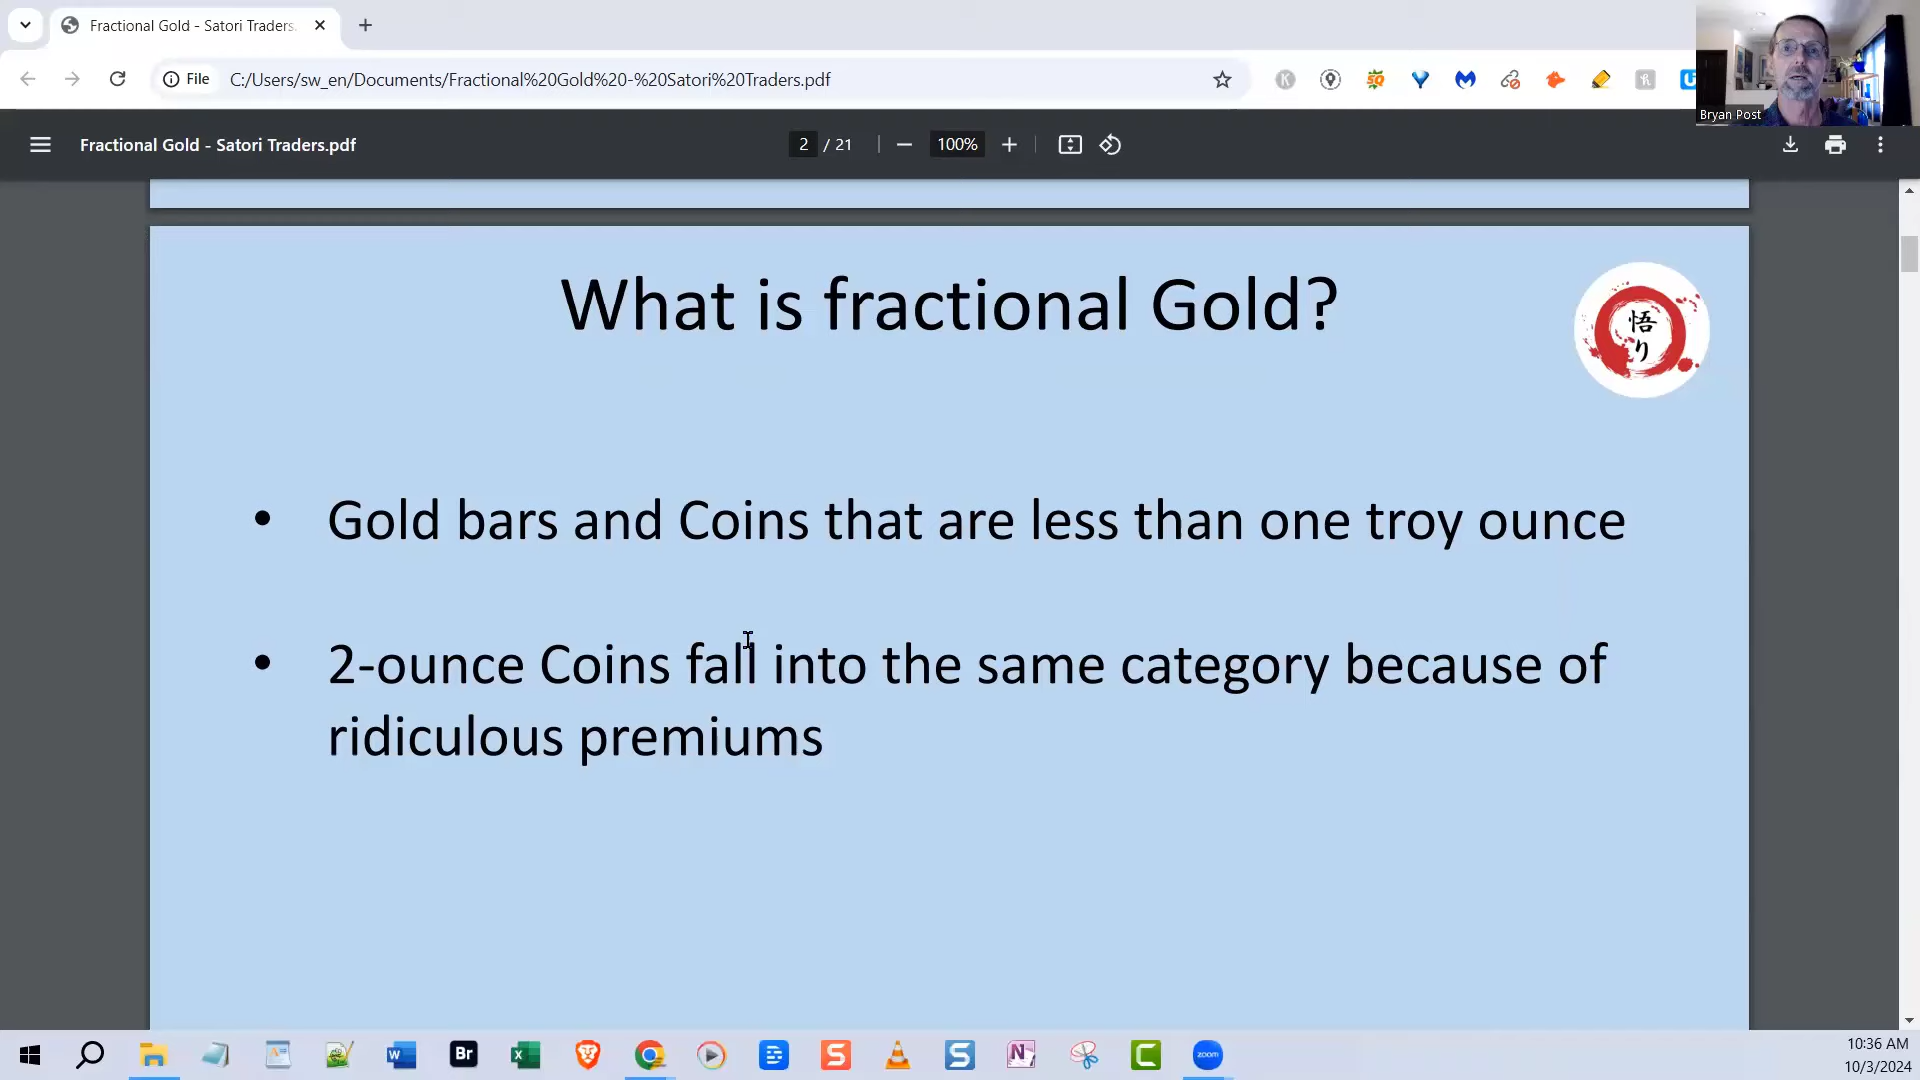 Fractional Gold - Satori Traders.
File
C:/Users/sw_en/Documents/Fractional%20Gold%20-%20Satori%20Traders.pdf
Bryan Post
Fractional Gold - Satori Traders.pdf
2 / 21
100%
What is fractional Gold?
悟
り
• Gold bars and Coins that are less than one troy ounce
• 2-ounce Coins fall into the same category because of
ridiculous premiums
Br
zoom
10:36 AM
10/3/2024